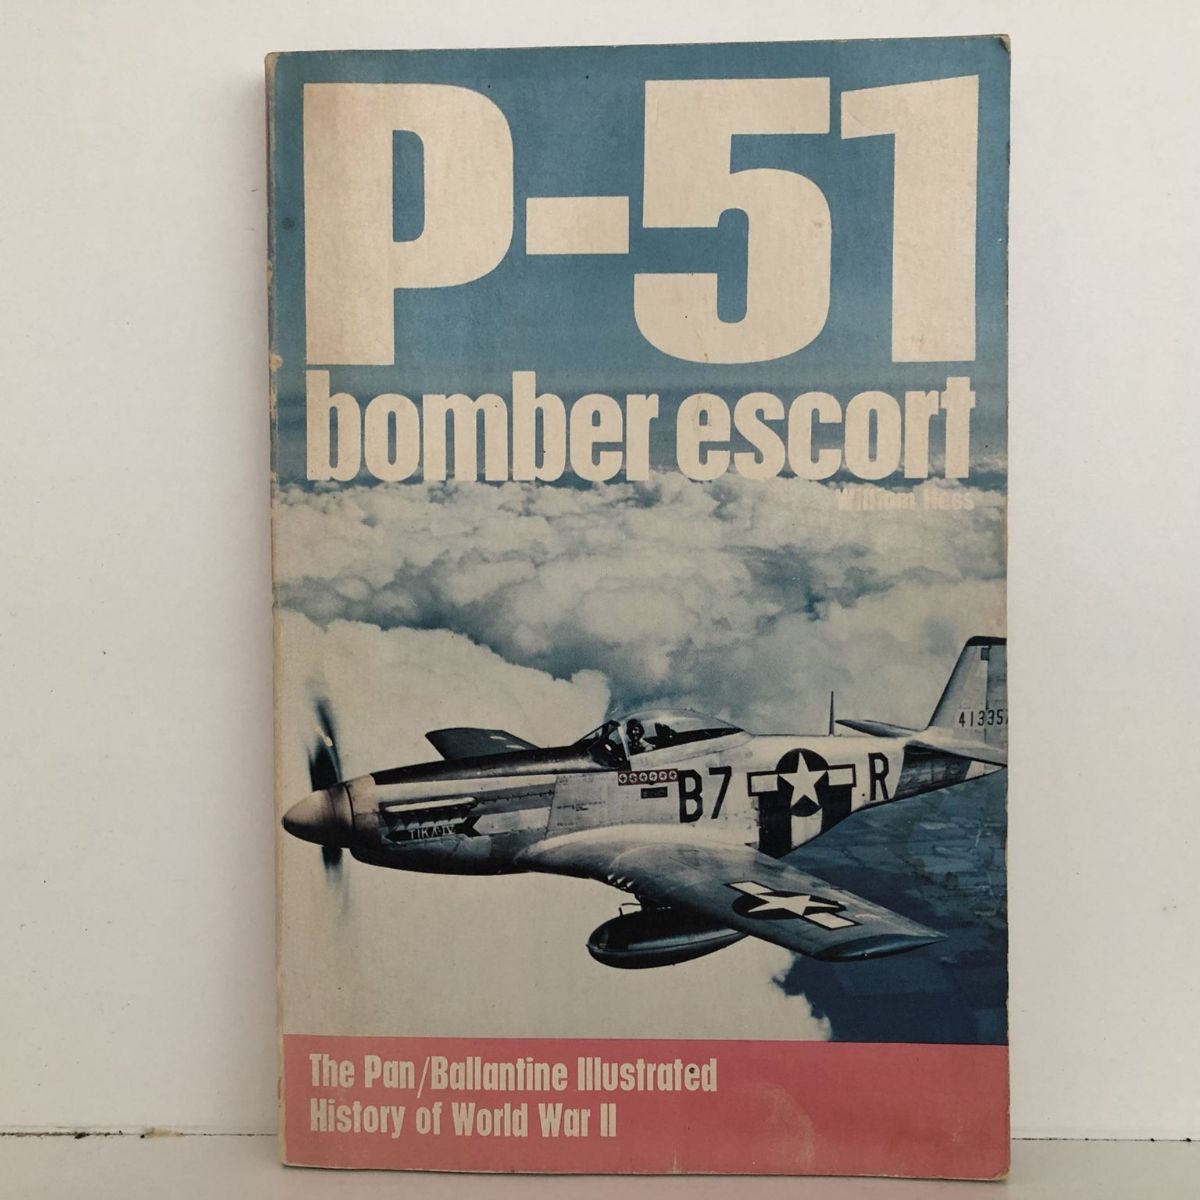 P-51
bomber escort
William Hess
413357
B7
R
TIKA-IV
The Pan/Ballantine Illustrated
History of World War II